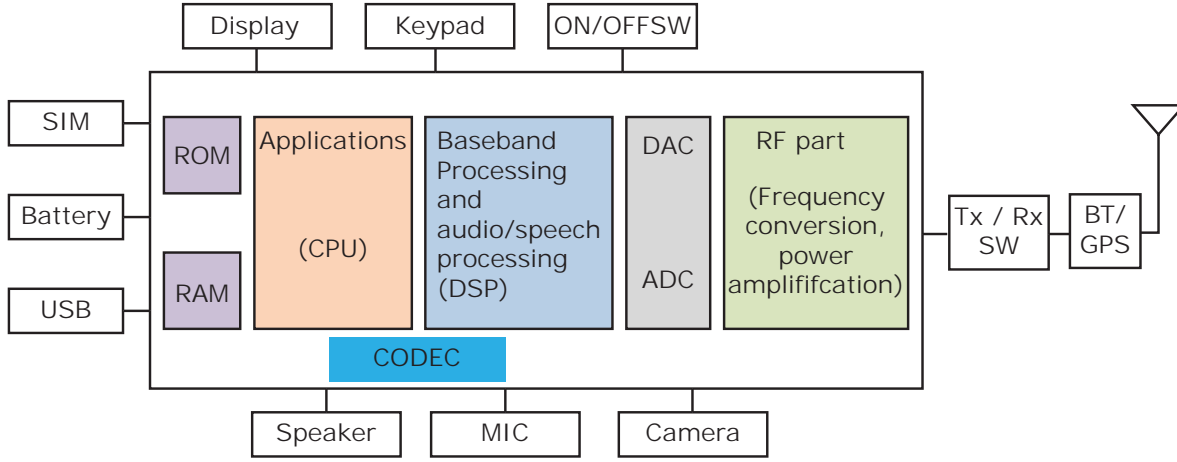 Display
Keypad
ON/OFFSW
SIM
Battery
USB
ROM
RAM
Applications
(CPU)
Baseband
Processing
and
audio/speech
processing
(DSP)
DAC
ADC
RF part
(Frequency
conversion,
power
amplififcation)
CODEC
Tx / Rx
SW
BT/
GPS
Speaker
MIC
Camera